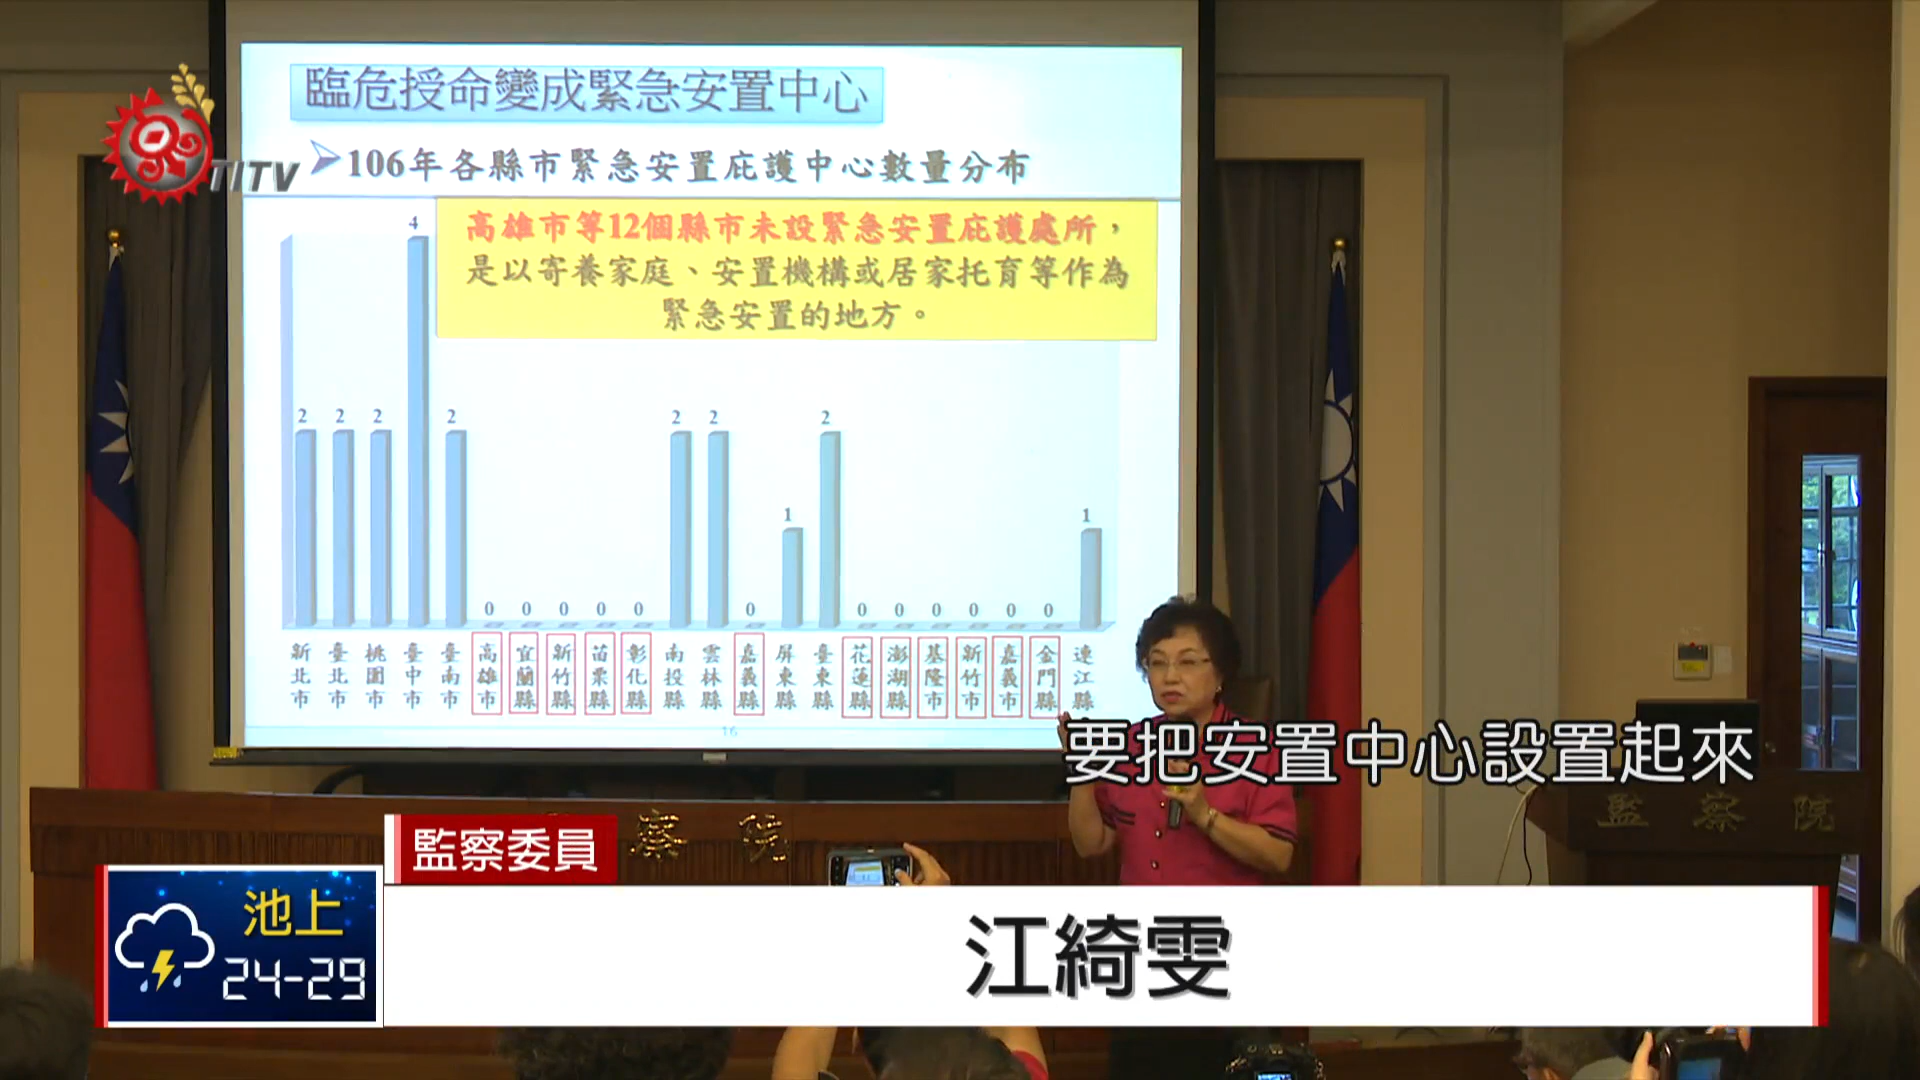 臨危授命變成緊急安置中心
TITV
106年各縣市緊急安置庇護中心數量分布
高雄市等12個縣市未設緊急安置庇護處所，
是以寄養家庭、安置機構或居家托育等作為
緊急安置的地方。
2 2 2 4 2 0 0 0 0 0 2 2 0 1 2 0 0 0 0 0 0 1
新北市 臺北市 桃園市 臺中市 臺南市 高雄市 宜蘭縣 新竹縣 苗栗縣 彰化縣 南投縣 雲林縣 嘉義縣 屏東縣 臺東縣 花蓮縣 澎湖縣 基隆市 新竹市 嘉義市 金門縣 連江縣
16
要把安置中心設置起來
察院
監察院
監察委員
江綺雯
池上
24-29